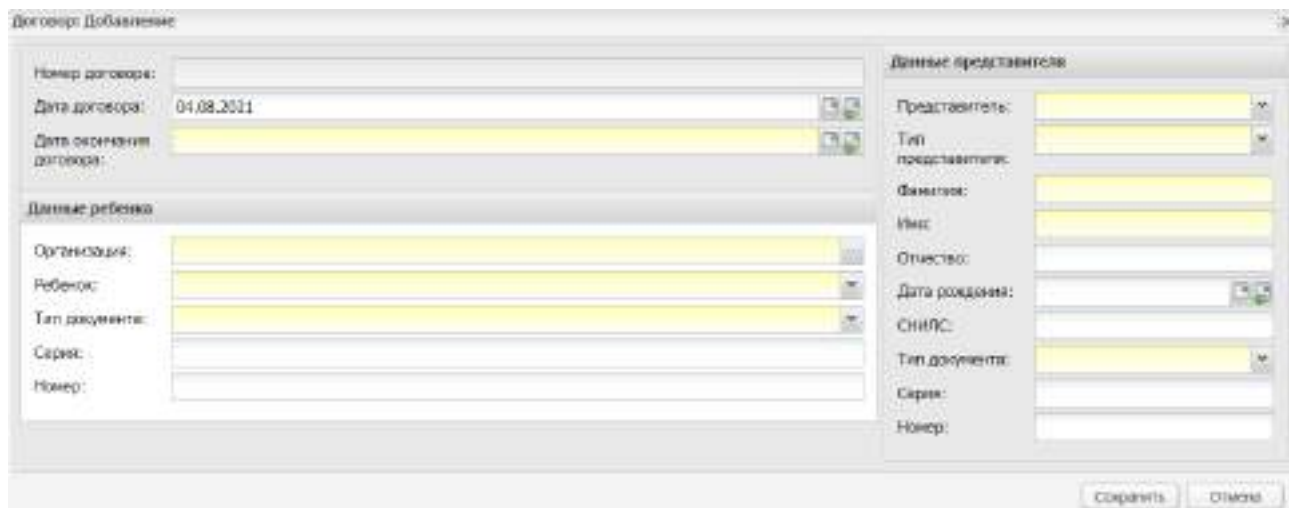 Договор: Добавление
Номер договора:
Дата договора: 04.08.2021
Дата окончания
договора:
Данные ребенка
Организация:
Ребенок:
Тип документа:
Серия:
Номер:
Данные представителя
Представитель:
Тип
представителя:
Фамилия:
Имя:
Отчество:
Дата рождения:
СНИЛС:
Тип документа:
Серия:
Номер:
Сохранить
Отмена